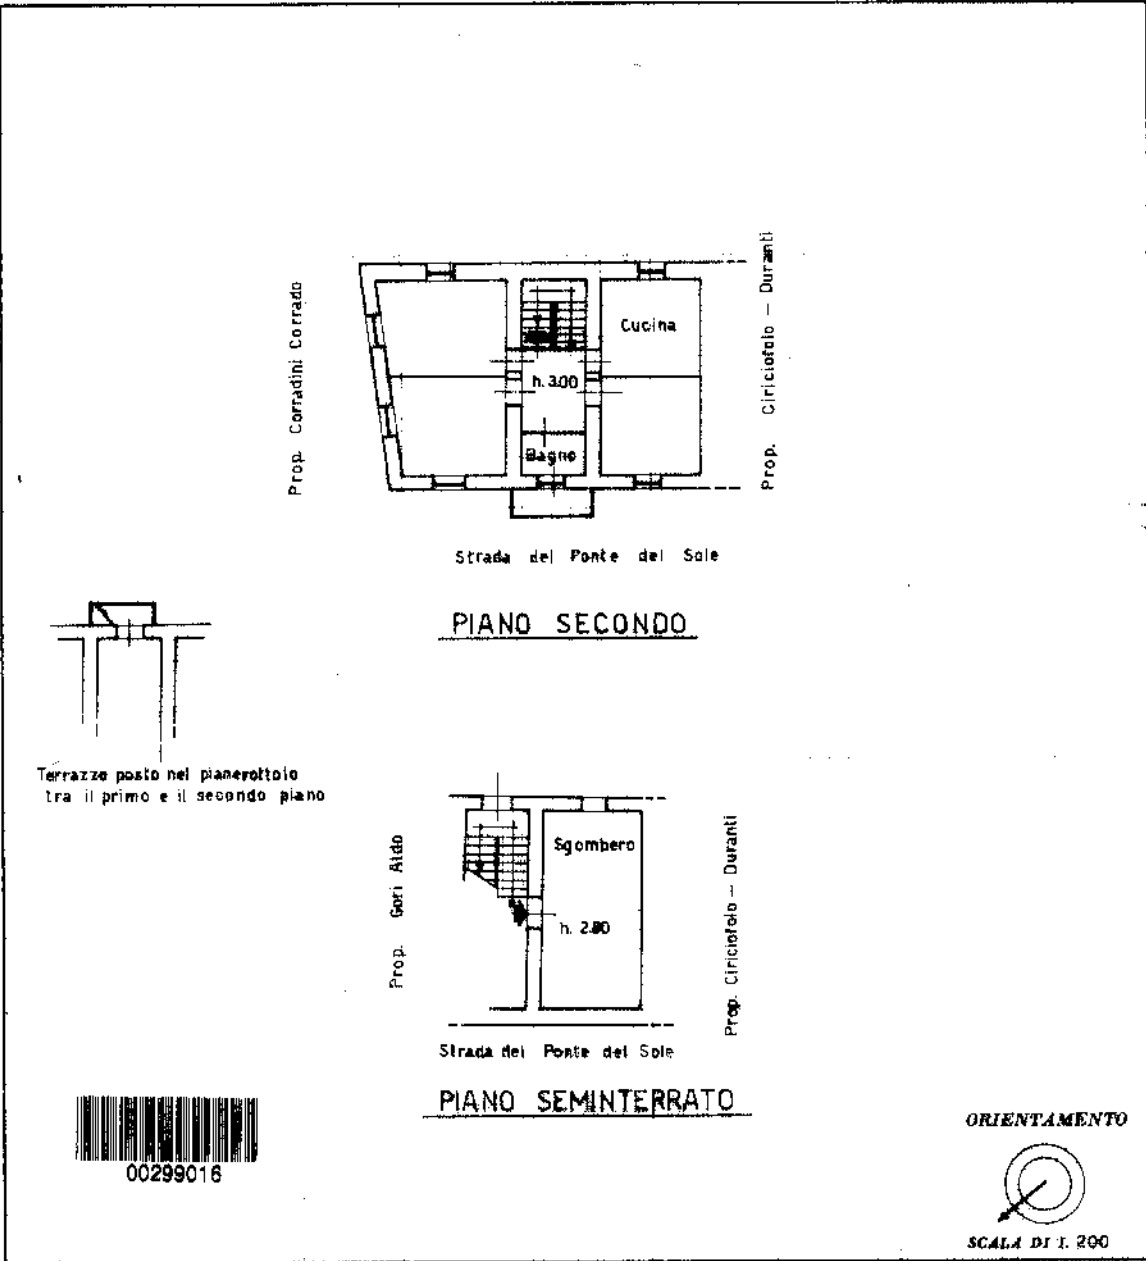 Prop. Corradini Corrado
Cucina
h. 3.00
Bagno
Prop. Ciriciofolo – Duranti
Strada del Ponte del Sole
PIANO SECONDO
Terrazzo posto nel pianerottolo
tra il primo e il secondo piano
Prop. Gori Aldo
Sgombero
h. 2.80
Prop. Ciriciofolo – Duranti
Strada del Ponte del Sole
PIANO SEMINTERRATO
00299016
ORIENTAMENTO
SCALA DI 1. 200